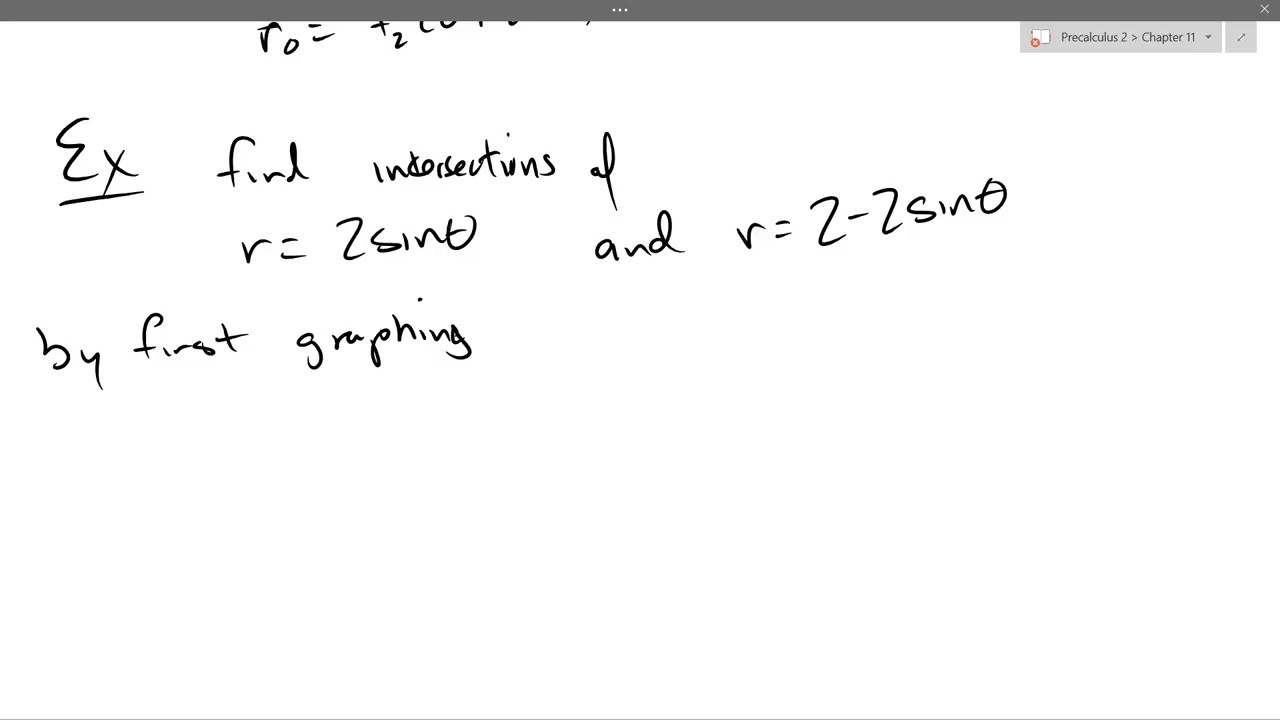 Precalculus 2 > Chapter 11
Ex find intersections of
r = 2sinθ and r = 2-2sinθ
by first graphing